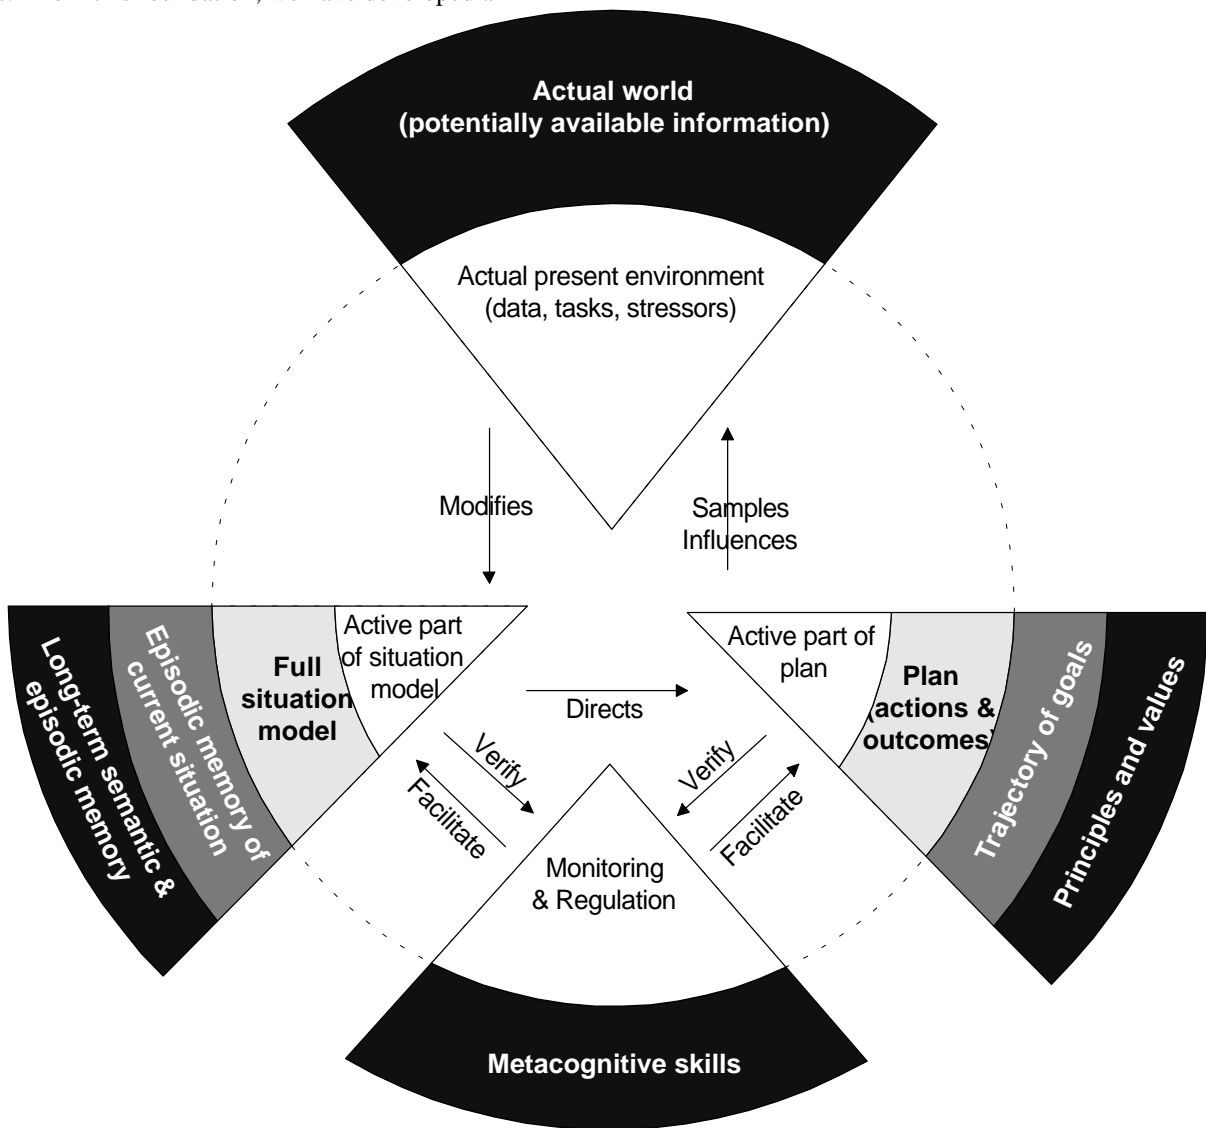 Actual world
(potentially available information)
Actual present environment
(data, tasks, stressors)
Modifies
Samples
Influences
Long-term semantic &
episodic memory
Episodic memory of
current situation
Full
situation
model
Active part
of situation
model
Directs
Active part of
plan
Plan
(actions &
outcomes)
Trajectory of goals
Principles and values
Verify
Facilitate
Verify
Facilitate
Monitoring
& Regulation
Metacognitive skills